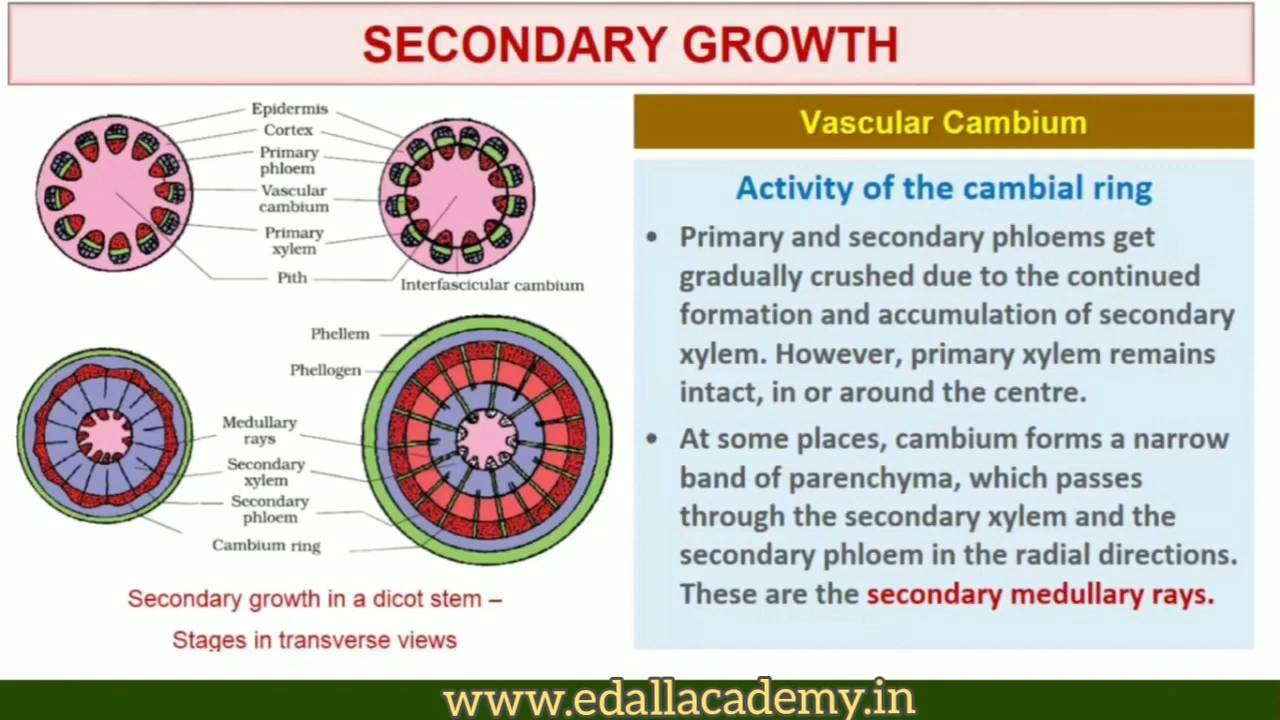 SECONDARY GROWTH
Epidermis
Cortex
Primary
phloem
Vascular
cambium
Primary
xylem
Pith
Interfascicular cambium
Phellem
Phellogen
Medullary
rays
Secondary
xylem
Secondary
phloem
Cambium ring
Secondary growth in a dicot stem –
Stages in transverse views
Vascular Cambium
Activity of the cambial ring
• Primary and secondary phloems get
gradually crushed due to the continued
formation and accumulation of secondary
xylem. However, primary xylem remains
intact, in or around the centre.
• At some places, cambium forms a narrow
band of parenchyma, which passes
through the secondary xylem and the
secondary phloem in the radial directions.
These are the secondary medullary rays.
www.edallacademy.in